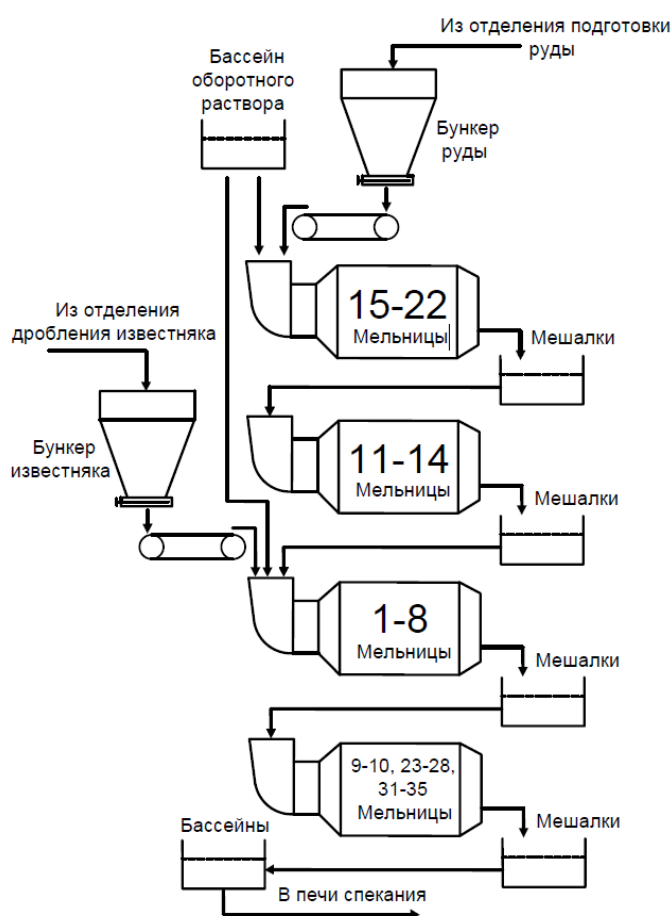 Из отделения подготовки
руды
Бассейн
оборотного
раствора
Бункер
руды
15-22
Мельницы
Мешалки
Из отделения
дробления известняка
Бункер
известняка
11-14
Мельницы
Мешалки
1-8
Мельницы
Мешалки
9-10, 23-28,
31-35
Мельницы
Мешалки
Бассейны
В печи спекания